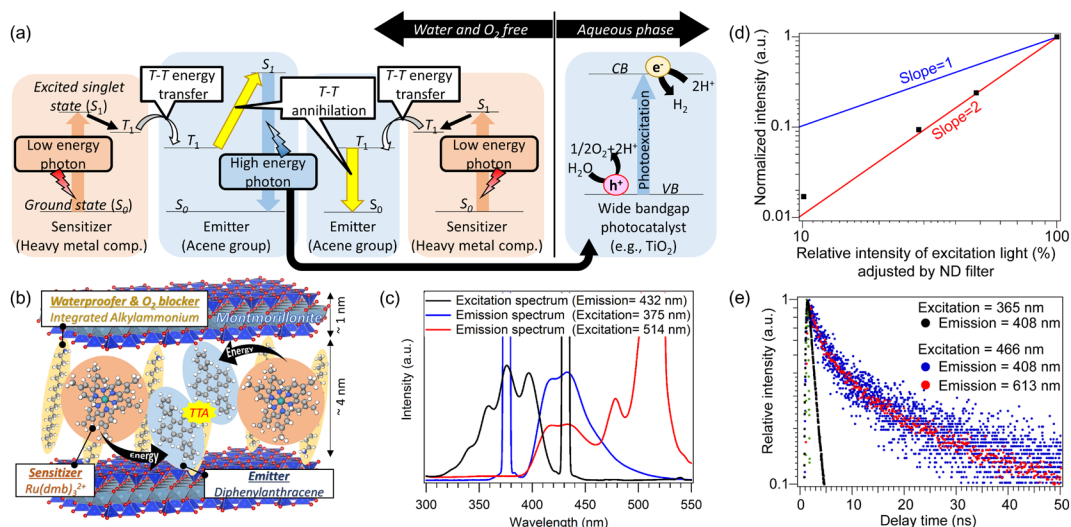 (a)
Water and O2 free
Aqueous phase
Excited singlet
state (S1)
T1
T-T energy
transfer
S1
T-T
annihilation
T-T energy
transfer
S1
T1
T1
T1
Low energy
photon
High energy
photon
Low energy
photon
Ground state (S0)
S0
S0
S0
Sensitizer
(Heavy metal comp.)
Emitter
(Acene group)
Emitter
(Acene group)
Sensitizer
(Heavy metal comp.)
CB
e-
2H+
H2
Photoexcitation
1/2O2+2H+
H2O
h+
VB
Wide bandgap
photocatalyst
(e.g., TiO2)
(b)
Waterproofer & O2 blocker
Integrated Alkylammonium
Montmorillonite
~ 1 nm
Energy
~ 4 nm
TTA
Energy
Sensitizer
Ru(dmb)3 2+
Emitter
Diphenylanthracene
(c)
Excitation spectrum (Emission= 432 nm)
Emission spectrum (Excitation= 375 nm)
Emission spectrum (Excitation= 514 nm)
Intensity (a.u.)
300 350 400 450 500 550
Wavelength (nm)
(d)
Normalized intensity (a.u.)
1
0.1
0.01
Slope=1
Slope=2
10 100
Relative intensity of excitation light (%)
adjusted by ND filter
(e)
Relative intensity (a.u.)
1
0.1
Excitation = 365 nm
Emission = 408 nm
Excitation = 466 nm
Emission = 408 nm
Emission = 613 nm
0 10 20 30 40 50
Delay time (ns)